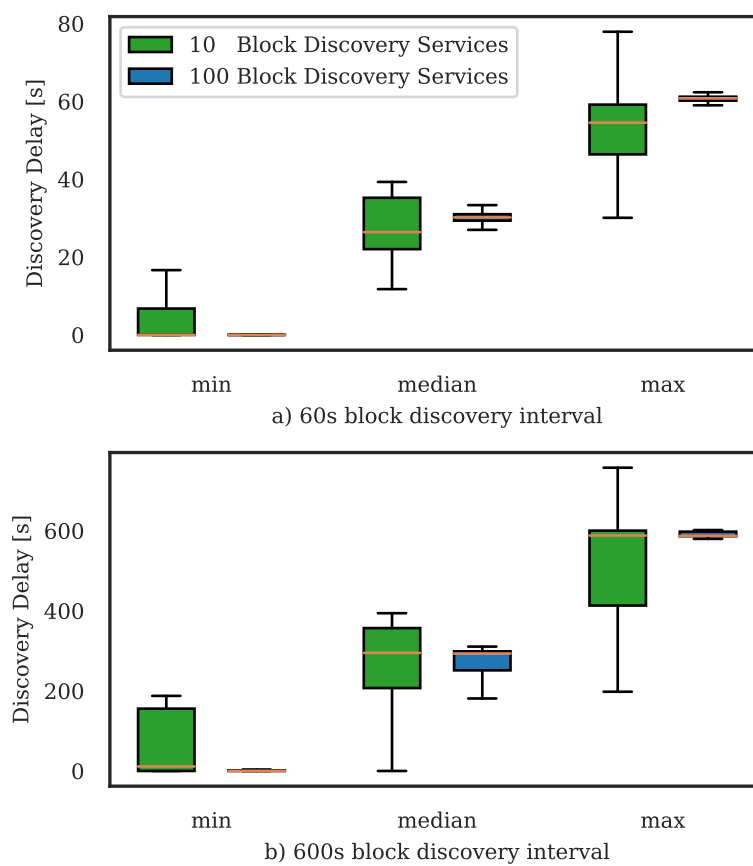 80
60
40
20
0
Discovery Delay [s]
10 Block Discovery Services
100 Block Discovery Services
min median max
a) 60s block discovery interval
600
400
200
0
Discovery Delay [s]
min median max
b) 600s block discovery interval